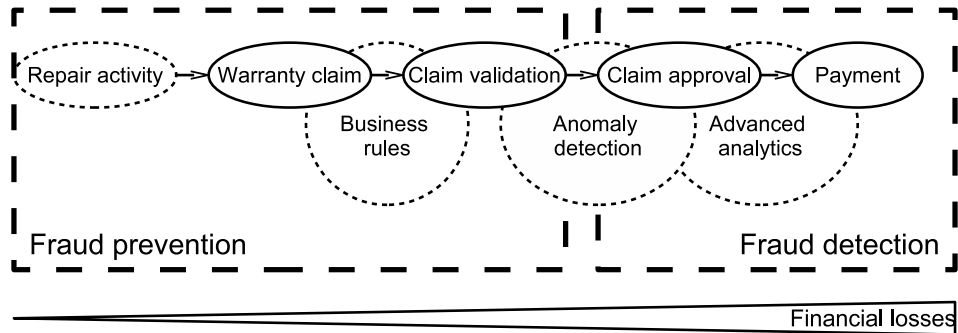 Repair activity
Warranty claim
Claim validation
Claim approval
Payment
Business
rules
Anomaly
detection
Advanced
analytics
Fraud prevention
Fraud detection
Financial losses